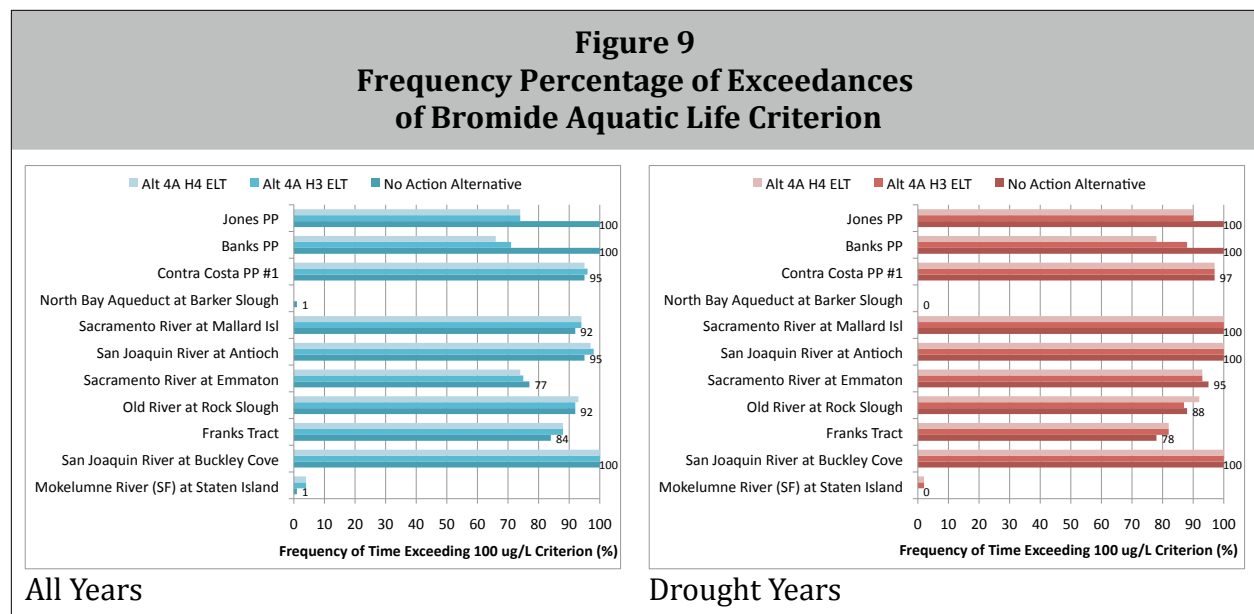 Figure 9
Frequency Percentage of Exceedances
of Bromide Aquatic Life Criterion
Alt 4A H4 ELT Alt 4A H3 ELT No Action Alternative
Jones PP 100
Banks PP 100
Contra Costa PP #1 95
North Bay Aqueduct at Barker Slough 1
Sacramento River at Mallard Isl 92
San Joaquin River at Antioch 95
Sacramento River at Emmaton 77
Old River at Rock Slough 92
Franks Tract 84
San Joaquin River at Buckley Cove 100
Mokelumne River (SF) at Staten Island 1
0 10 20 30 40 50 60 70 80 90 100
Frequency of Time Exceeding 100 ug/L Criterion (%)
All Years
Alt 4A H4 ELT Alt 4A H3 ELT No Action Alternative
Jones PP 100
Banks PP 100
Contra Costa PP #1 97
North Bay Aqueduct at Barker Slough 0
Sacramento River at Mallard Isl 100
San Joaquin River at Antioch 100
Sacramento River at Emmaton 95
Old River at Rock Slough 88
Franks Tract 78
San Joaquin River at Buckley Cove 100
Mokelumne River (SF) at Staten Island 0
0 10 20 30 40 50 60 70 80 90 100
Frequency of Time Exceeding 100 ug/L Criterion (%)
Drought Years